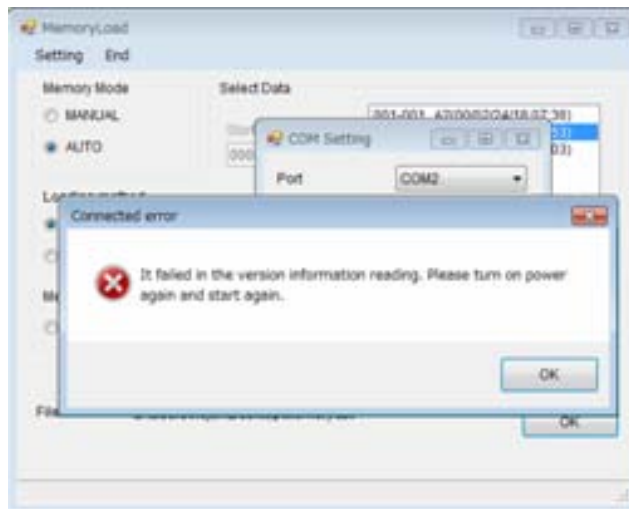 MemoryLoad
Setting End
Memory Mode
Select Data
MANUAL
AUTO
COM Setting
Port
COM2
Connected error
It failed in the version information reading. Please turn on power
again and start again.
OK
OK